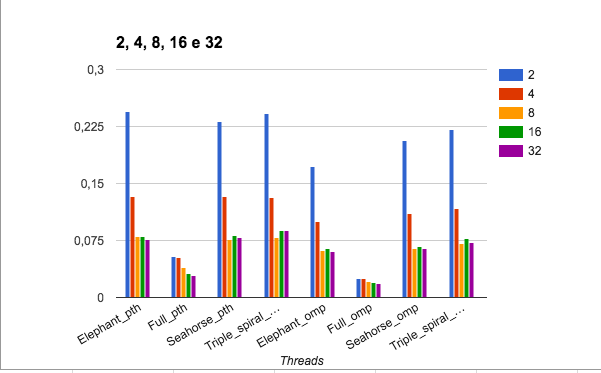 2, 4, 8, 16 e 32
0,3
0,225
0,15
0,075
0
2
4
8
16
32
Elephant_pth
Full_pth
Seahorse_pth
Triple_spiral_…
Elephant_omp
Full_omp
Seahorse_omp
Triple_spiral_…
Threads